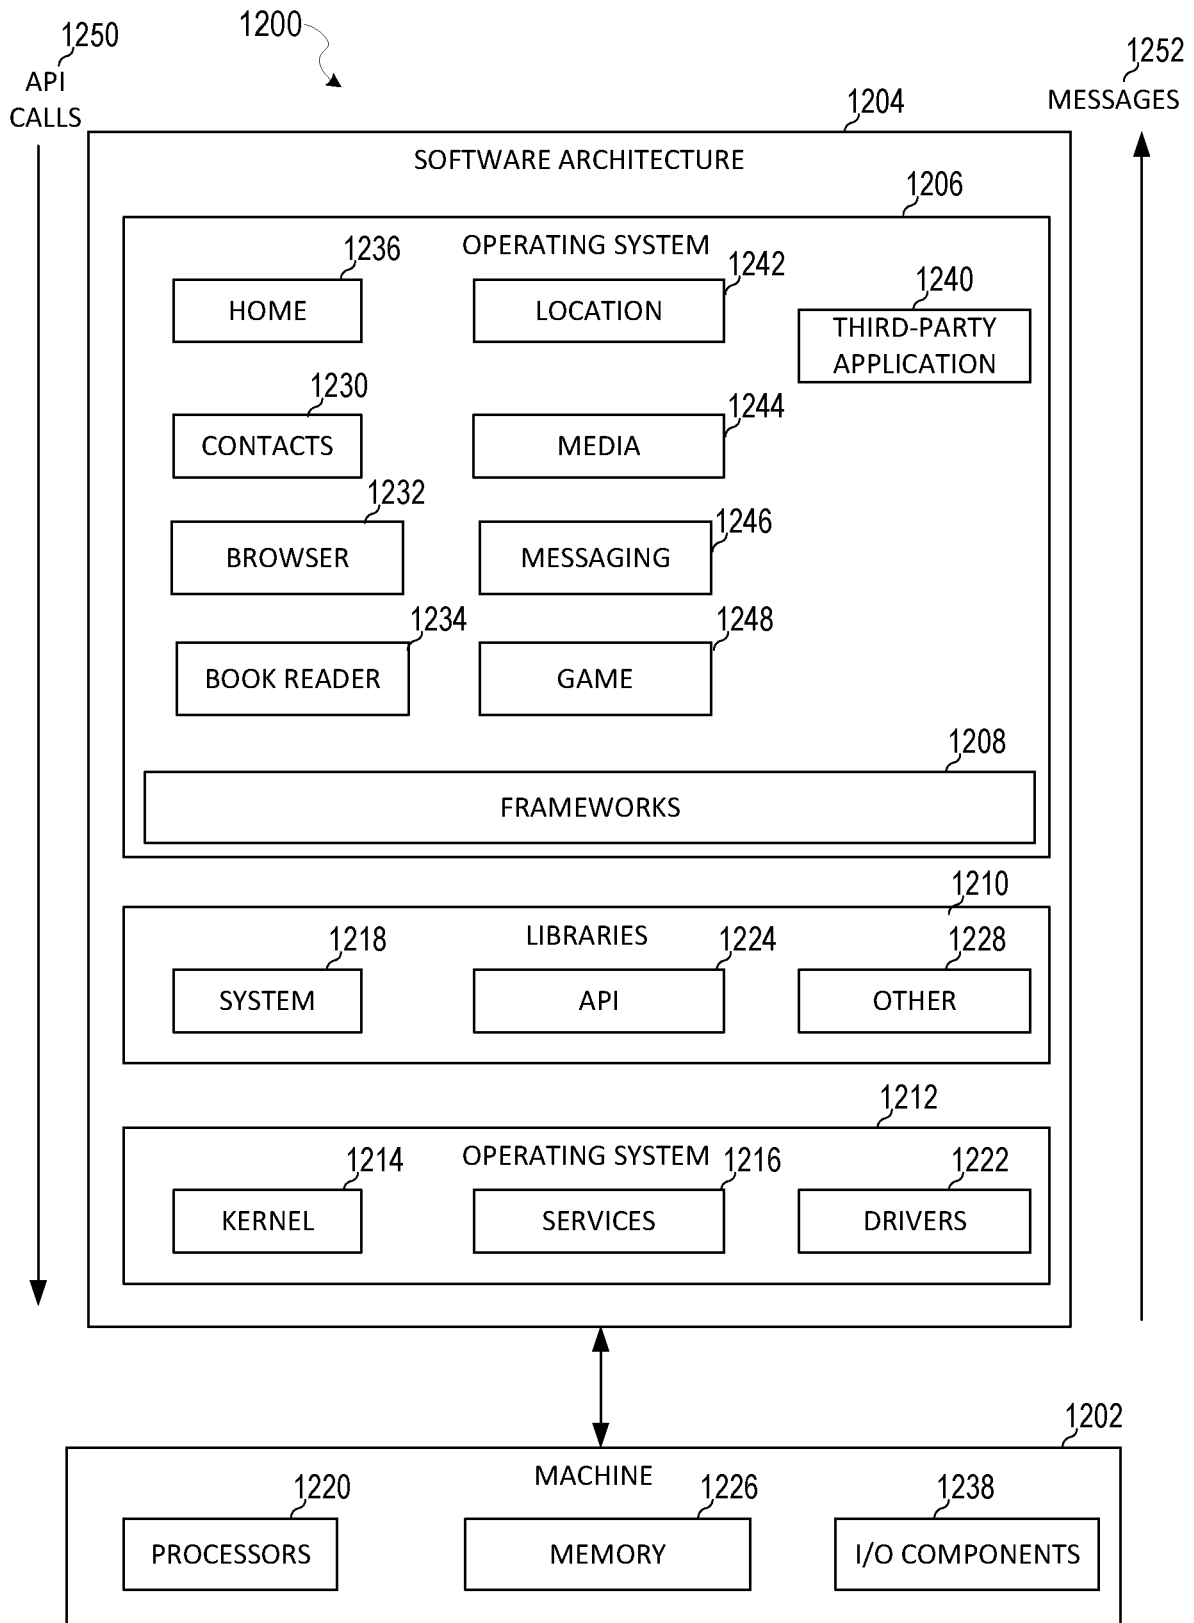 1250
API
CALLS
1200
1252
MESSAGES
1204
SOFTWARE ARCHITECTURE
1206
OPERATING SYSTEM
1236
HOME
1242
LOCATION
1240
THIRD-PARTY
APPLICATION
1230
CONTACTS
1244
MEDIA
1232
BROWSER
1246
MESSAGING
1234
BOOK READER
1248
GAME
1208
FRAMEWORKS
1210
LIBRARIES
1218
SYSTEM
1224
API
1228
OTHER
1212
OPERATING SYSTEM
1214
KERNEL
1216
SERVICES
1222
DRIVERS
1202
MACHINE
1220
PROCESSORS
1226
MEMORY
1238
I/O COMPONENTS